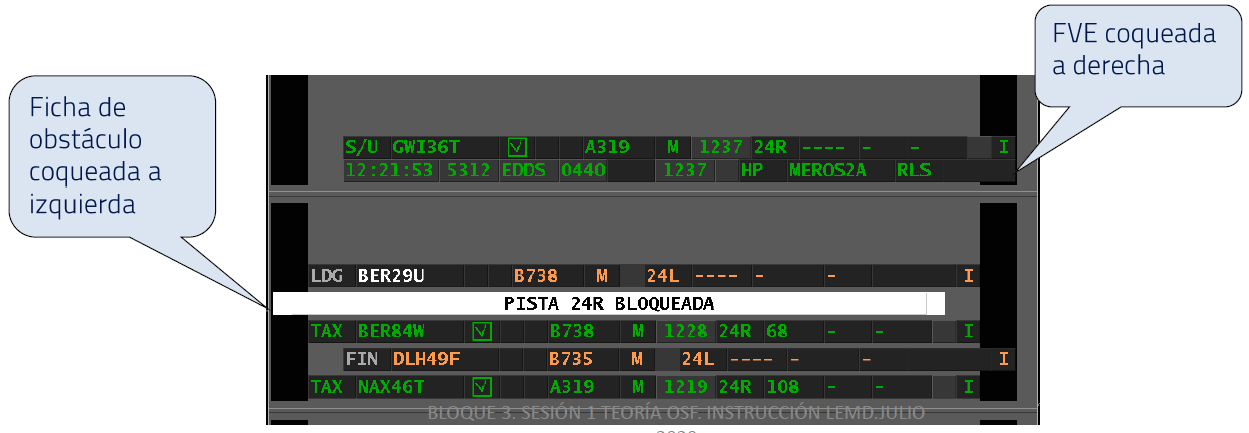 FVE coqueada
a derecha
Ficha de
obstáculo
coqueada a
izquierda
S/U GWI36T A319 M 1237 24R ---- - - I
12:21:53 5312 EDDS 0440 1237 HP MEROS2A RLS
LDG BER29U B738 M 24L ---- - - I
PISTA 24R BLOQUEADA
TAX BER84W B738 M 1228 24R 68 - - I
FIN DLH49F B735 M 24L ---- - - I
TAX NAX46T A319 M 1219 24R 108 - - I
BLOQUE 3. SESIÓN 1 TEORÍA OSF. INSTRUCCIÓN LEMD.JULIO